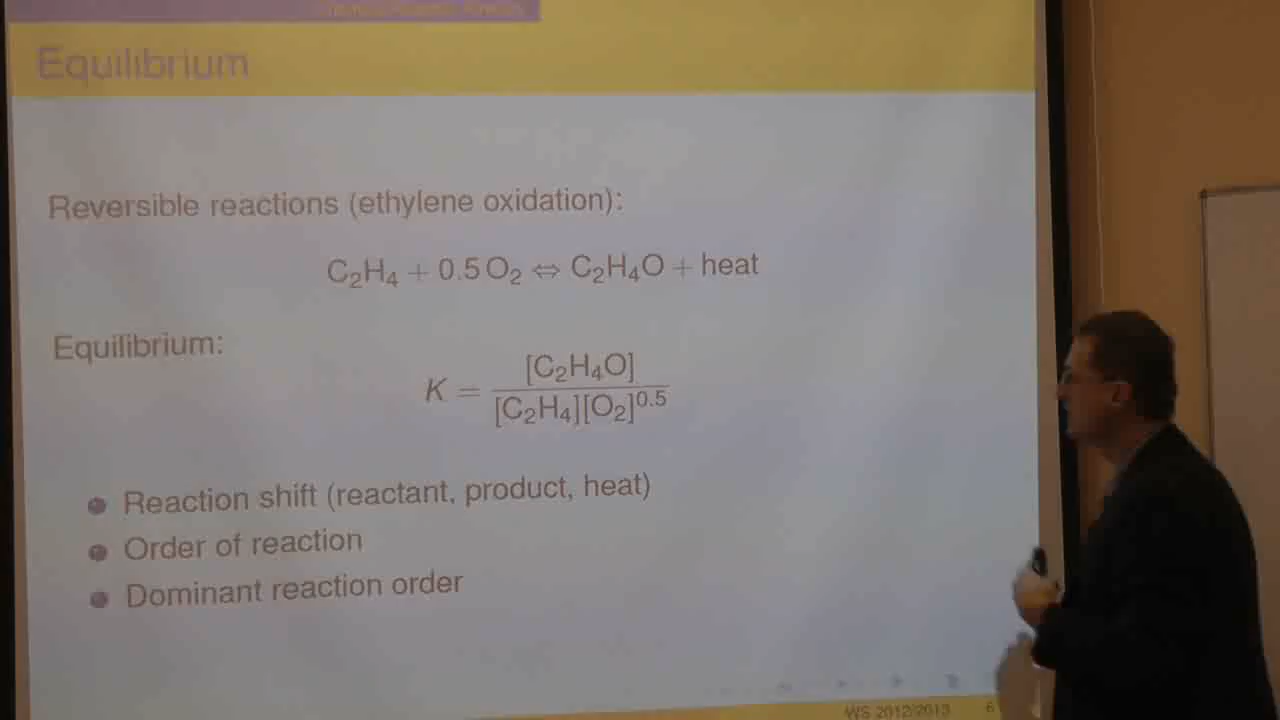 Equilibrium
Reversible reactions (ethylene oxidation):
C₂H₄ + 0.5 O₂ ⇔ C₂H₄O + heat
Equilibrium:
K = [C₂H₄O] / [C₂H₄][O₂]^0.5
Reaction shift (reactant, product, heat)
Order of reaction
Dominant reaction order
WS 2012/2013 6